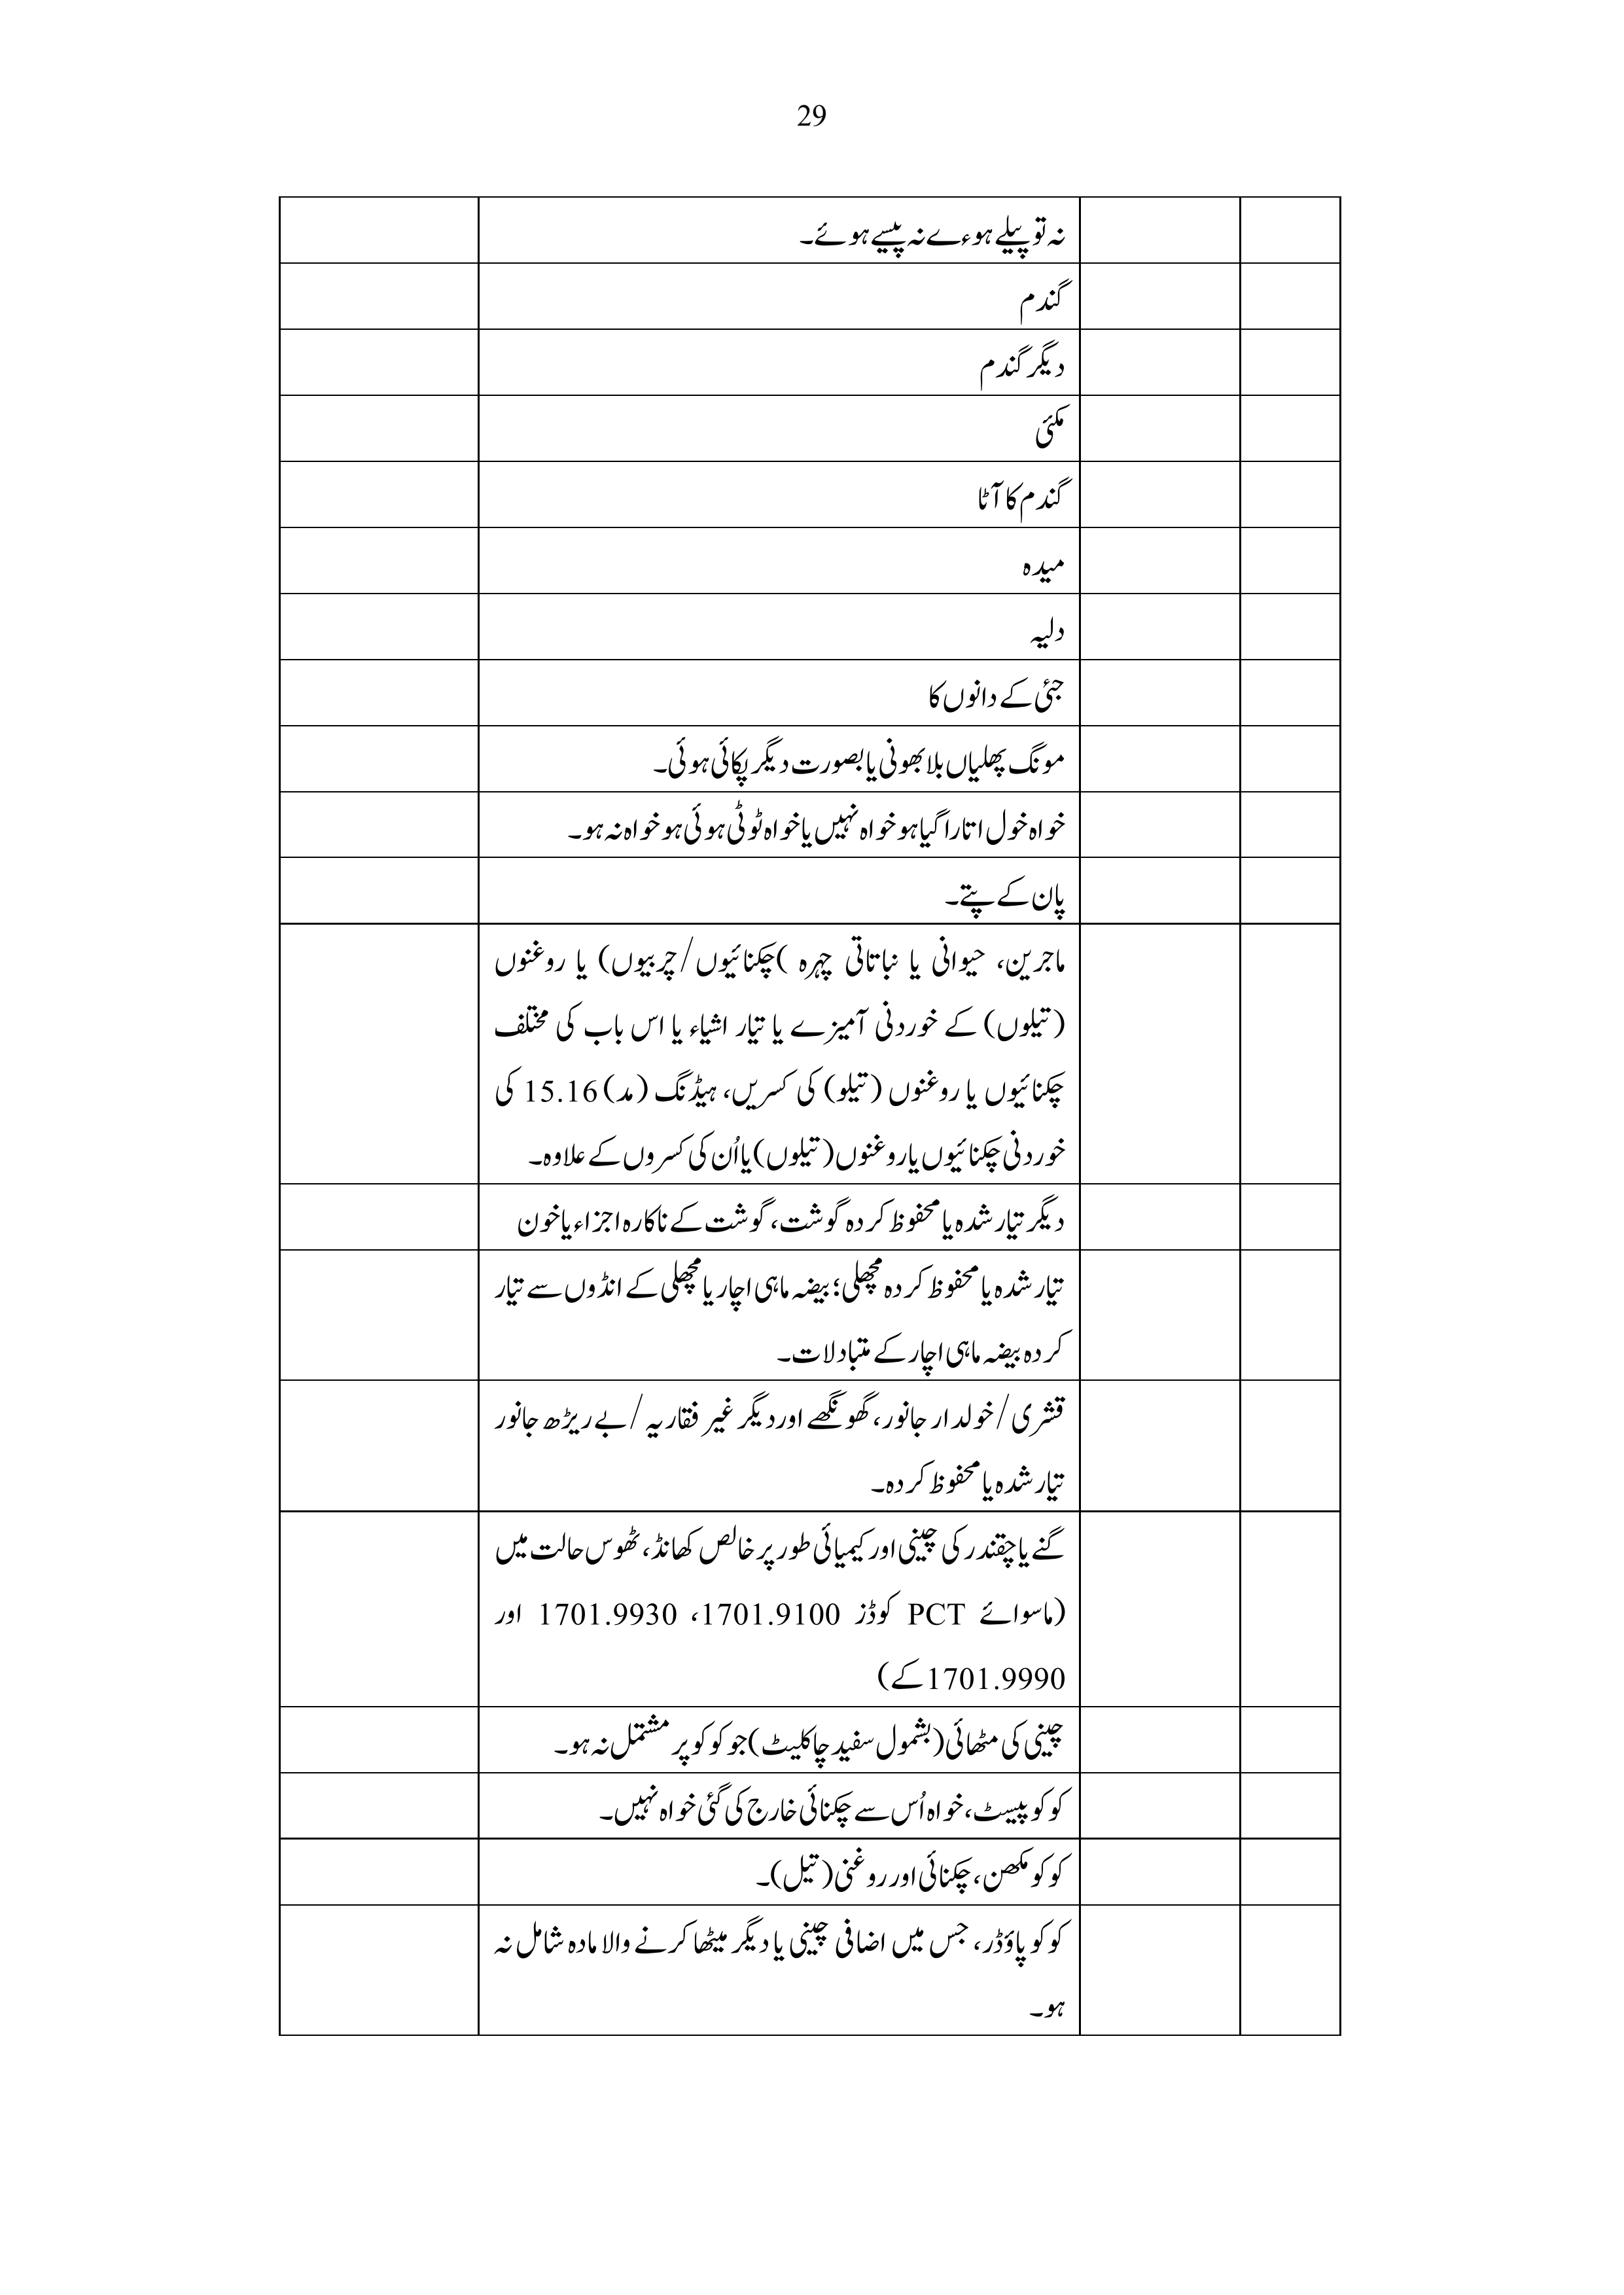 29
نہ تو پیلے ہوءے نہ پیسے ہوئے۔
گندم
دیگر گندم
مکئی
گندم کا آٹا
میدہ
دلیہ
جئی کے دانوں کا
مونگ پھلیاں بلا بھونی یا بصورت دیگر پکائی ہوئی۔
خواہ خول اتارا گیا ہو خواہ نہیں یا خواہ ٹوٹی ہوئی ہو خواہ نہ ہو۔
پان کے پتے۔
ماجرین، حیوانی یا نباتاتی چہرہ )چکنائیوں/چربیوں) یا روغنوں
(تیلوں) کے خوردنی آمیزے یا تیار اشیاء یا اس باب کی مختلف
چکنائیوں یا روغنوں (تیلو) کی کسریں، ہیڈنگ (مد) 15.16 کی
خوردنی چکنائیوں یا روغنوں (تیلوں) یا اُن کی کسروں کے علاوہ۔
دیگر تیار شدہ یا محفوظ کردہ گوشت، گوشت کے ناکارہ اجزاء یا خون
تیار شدہ یا محفوظ کردہ مچھلی؛ بیضہ ماہی اچار یا مچھلی کے انڈوں سے تیار
کردہ بیضہ ماہی اچار کے متبادلات۔
قشری/خولدار جانور، گھونگھے اور دیگر غیر فقاریہ/بے ریڑھ جانور
تیار شدہ یا محفوظ کردہ۔
گنے یا چقندر کی چینی اور کیمیائی طور پر خالص کھانڈ، ٹھوس حالت میں
(ماسوائے PCT کوڈز 1701.9100، 1701.9930 اور
1701.9990 کے)
چینی کی مٹھائی (بشمول سفید چاکلیٹ) جو کوکو پر مشتمل نہ ہو۔
کوکو پیسٹ، خواہ اُس سے چکنائی خارج کی گئی خواہ نہیں۔
کوکو مکھن، چکنائی اور روغنی (تیل)۔
کوکو پاؤڈر، جس میں اضافی چینی یا دیگر میٹھا کرنے والا مادہ شامل نہ
ہو۔